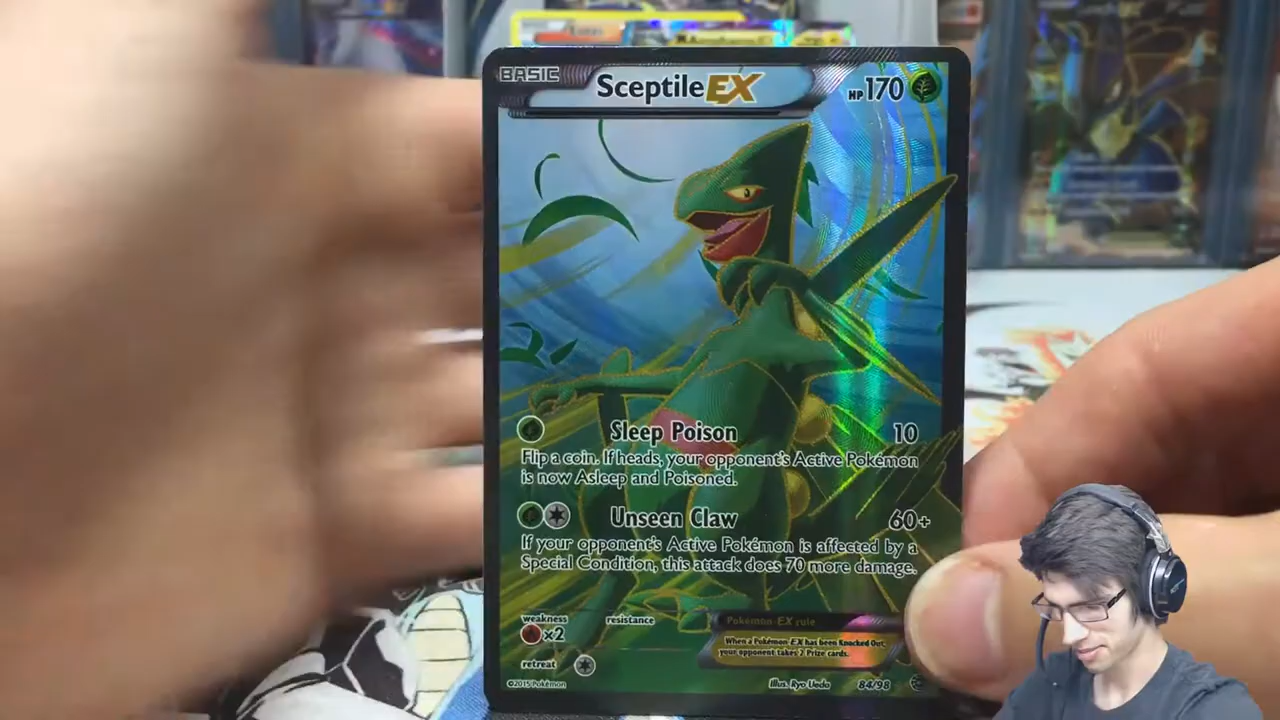 BASIC
Sceptile EX
HP 170
Sleep Poison 10
Flip a coin. If heads, your opponent's Active Pokémon
is now Asleep and Poisoned.
Unseen Claw 60+
If your opponent's Active Pokémon is affected by a
Special Condition, this attack does 70 more damage.
weakness resistance
×2
Pokémon-EX rule
When a Pokémon-EX has been Knocked Out,
your opponent takes 2 Prize cards.
retreat
©2015 Pokémon
Illus. Ryo Ueda 84/98